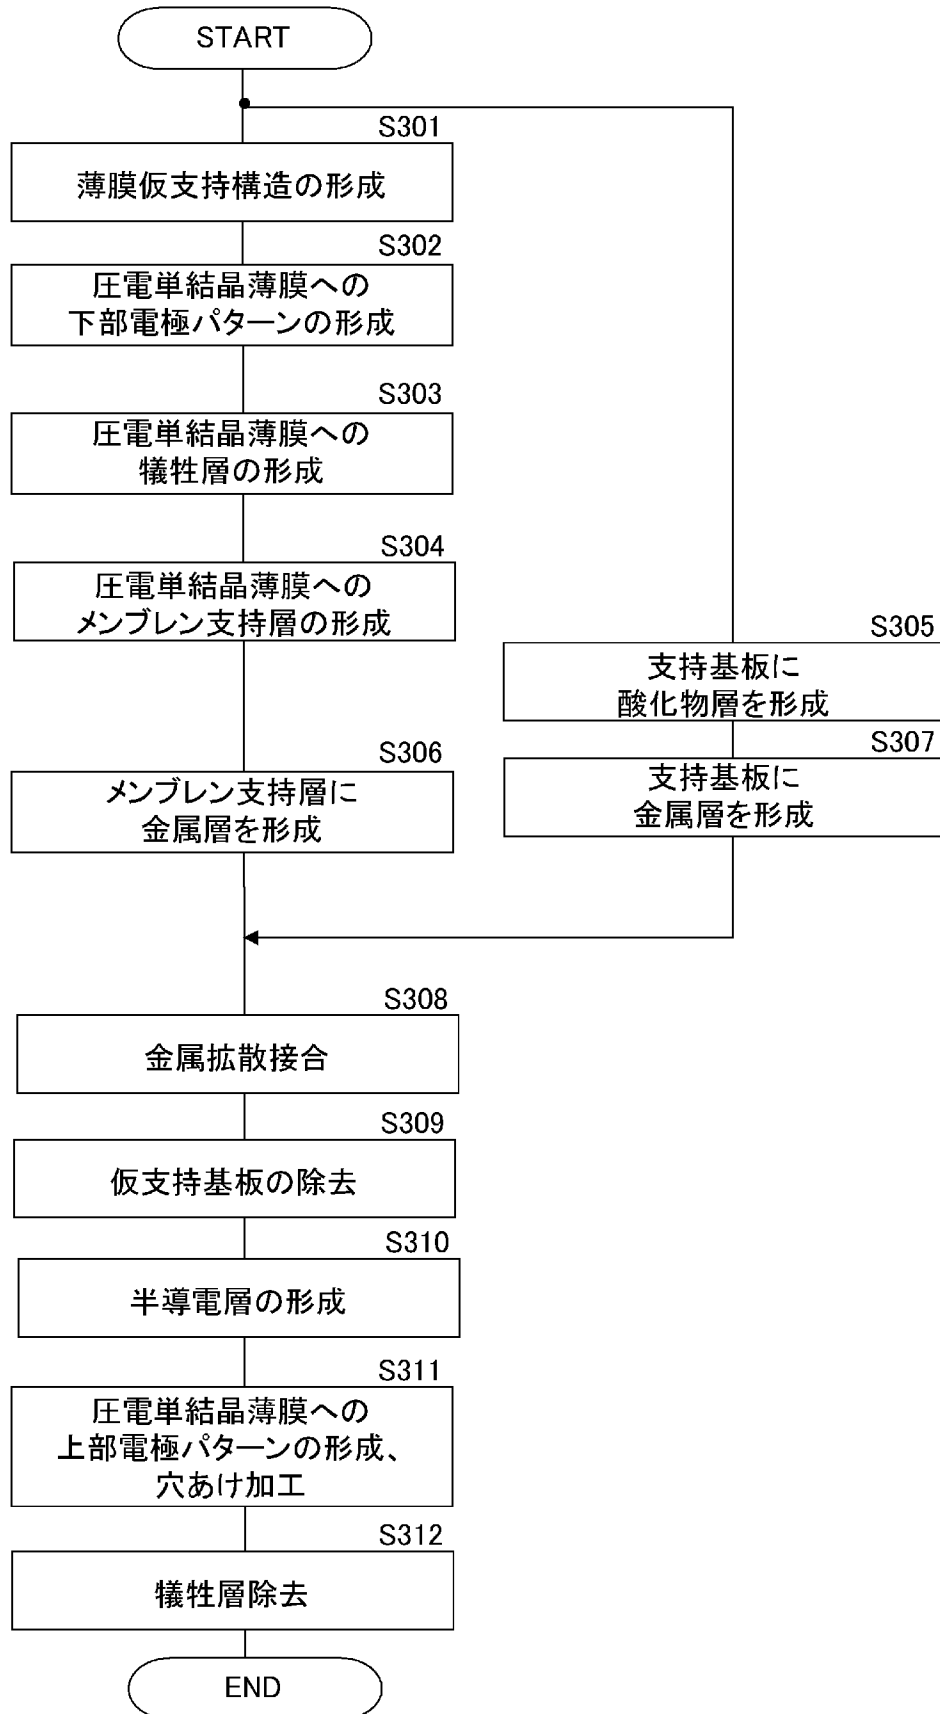 START
S301
薄膜仮支持構造の形成
S302
圧電単結晶薄膜への
下部電極パターンの形成
S303
圧電単結晶薄膜への
犠牲層の形成
S304
圧電単結晶薄膜への
メンブレン支持層の形成
S305
支持基板に
酸化物層を形成
S306
メンブレン支持層に
金属層を形成
S307
支持基板に
金属層を形成
S308
金属拡散接合
S309
仮支持基板の除去
S310
半導電層の形成
S311
圧電単結晶薄膜への
上部電極パターンの形成、
穴あけ加工
S312
犠牲層除去
END